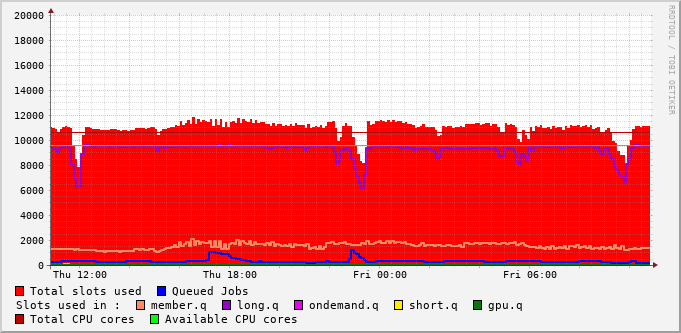 20000
18000
16000
14000
12000
10000
8000
6000
4000
2000
0
Thu 12:00 Thu 18:00 Fri 00:00 Fri 06:00
RRDTOOL / TOBI OETIKER
Total slots used Queued Jobs
Slots used in : member.q long.q ondemand.q short.q gpu.q
Total CPU cores Available CPU cores